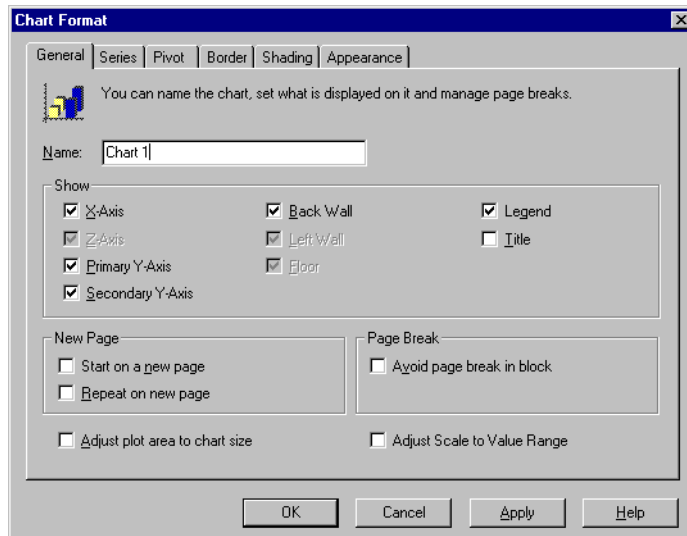 Chart Format
General Series Pivot Border Shading Appearance
You can name the chart, set what is displayed on it and manage page breaks.
Name: Chart 1
Show
X-Axis Back Wall Legend
Z-Axis Left Wall Title
Primary Y-Axis Floor
Secondary Y-Axis
New Page Page Break
Start on a new page Avoid page break in block
Repeat on new page
Adjust plot area to chart size Adjust Scale to Value Range
OK Cancel Apply Help